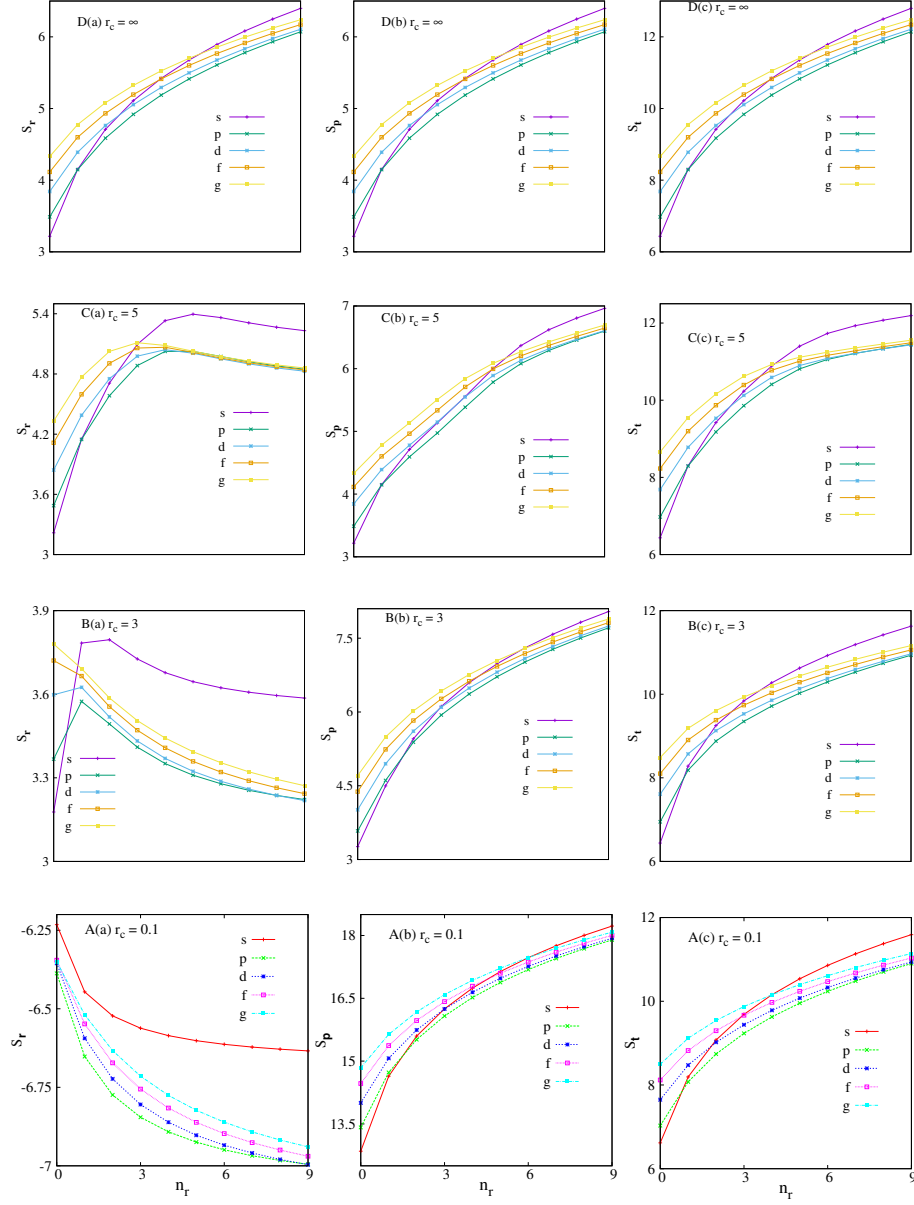 D(a) r_c = ∞
6
5
4
3
S_r
s
p
d
f
g
D(b) r_c = ∞
6
5
4
3
S_p
s
p
d
f
g
D(c) r_c = ∞
12
10
8
6
S_t
s
p
d
f
g
C(a) r_c = 5
5.4
4.8
4.2
3.6
3
S_r
s
p
d
f
g
C(b) r_c = 5
7
6
5
4
3
S_p
s
p
d
f
g
C(c) r_c = 5
12
10
8
6
S_t
s
p
d
f
g
B(a) r_c = 3
3.9
3.6
3.3
3
S_r
s
p
d
f
g
B(b) r_c = 3
7.5
6
4.5
3
S_p
s
p
d
f
g
B(c) r_c = 3
12
10
8
6
S_t
s
p
d
f
g
A(a) r_c = 0.1
-6.25
-6.5
-6.75
-7
S_r
s
p
d
f
g
0 3 6 9
n_r
A(b) r_c = 0.1
18
16.5
15
13.5
S_p
s
p
d
f
g
0 3 6 9
n_r
A(c) r_c = 0.1
12
10
8
6
S_t
s
p
d
f
g
0 3 6 9
n_r